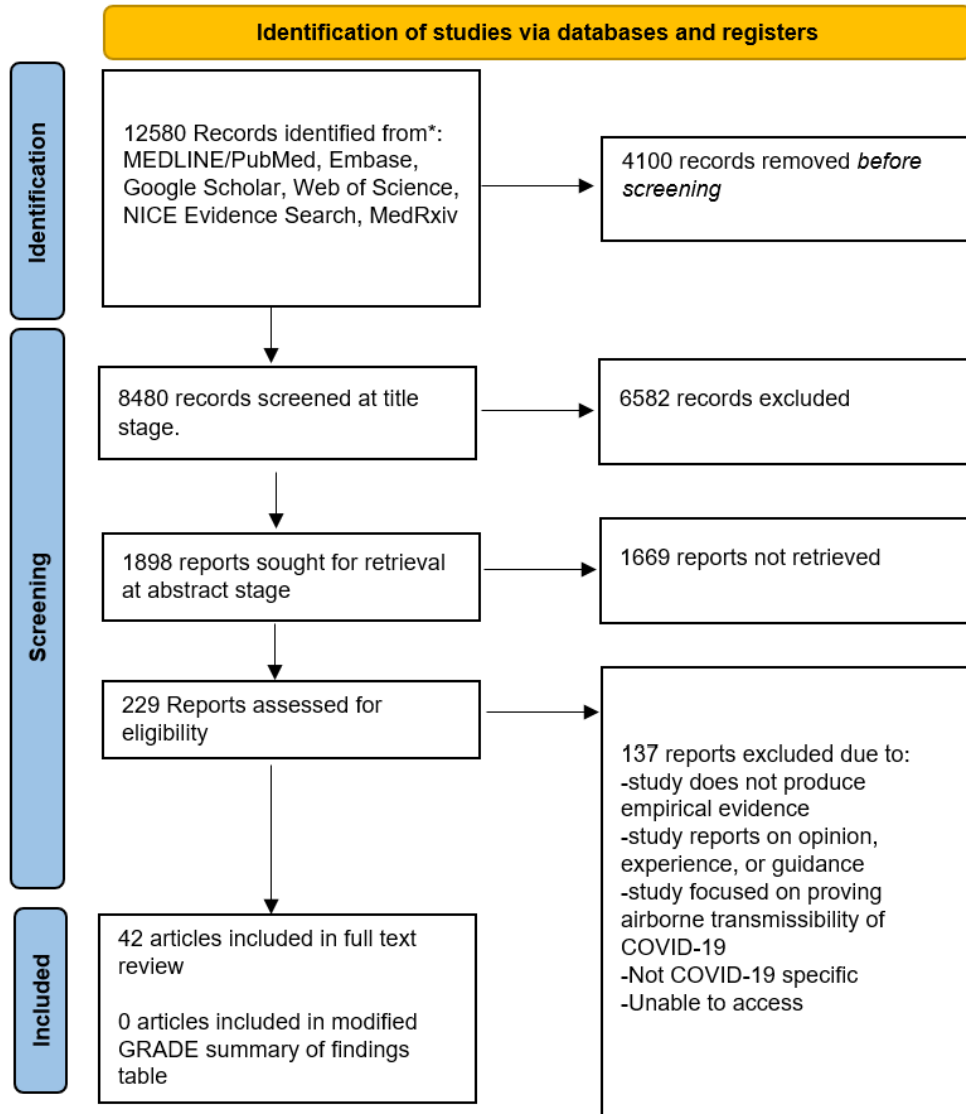 Identification of studies via databases and registers
Identification
12580 Records identified from*:
MEDLINE/PubMed, Embase,
Google Scholar, Web of Science,
NICE Evidence Search, MedRxiv
4100 records removed before
screening
Screening
8480 records screened at title
stage.
6582 records excluded
1898 reports sought for retrieval
at abstract stage
1669 reports not retrieved
229 Reports assessed for
eligibility
137 reports excluded due to:
-study does not produce
empirical evidence
-study reports on opinion,
experience, or guidance
-study focused on proving
airborne transmissibility of
COVID-19
-Not COVID-19 specific
-Unable to access
Included
42 articles included in full text
review
0 articles included in modified
GRADE summary of findings
table